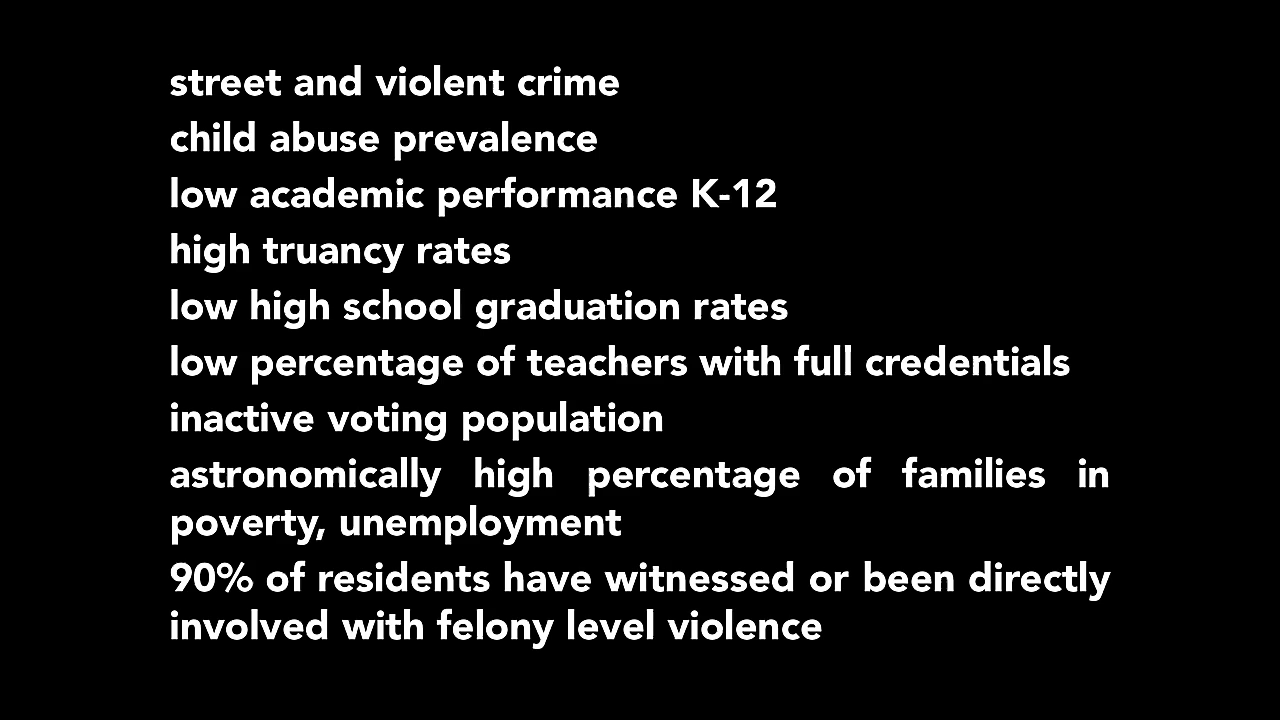 street and violent crime
child abuse prevalence
low academic performance K-12
high truancy rates
low high school graduation rates
low percentage of teachers with full credentials
inactive voting population
astronomically high percentage of families in
poverty, unemployment
90% of residents have witnessed or been directly
involved with felony level violence